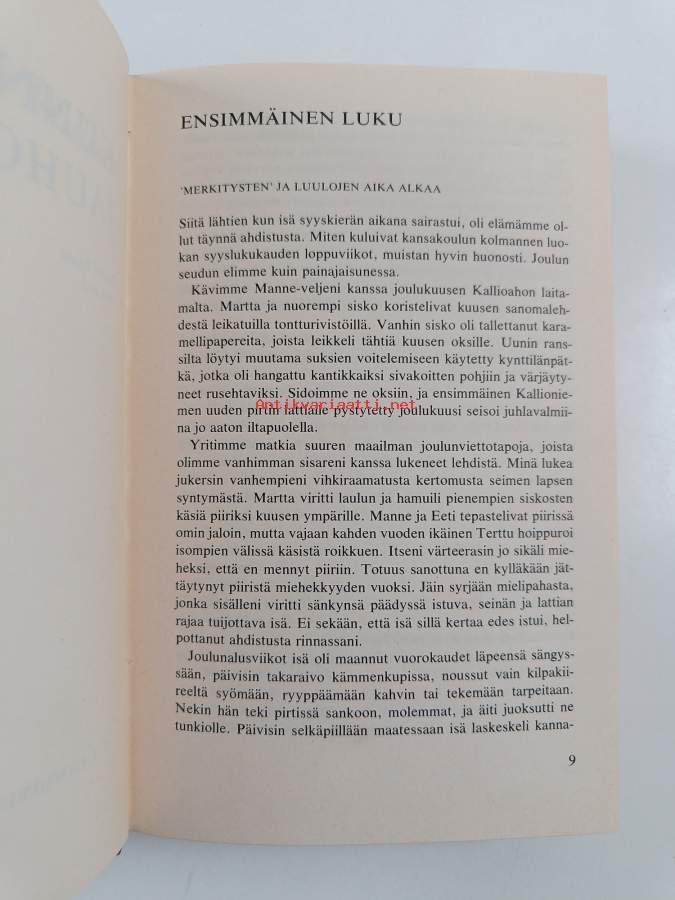 ENSIMMÄINEN LUKU
'MERKITYSTEN' JA LUULOJEN AIKA ALKAA
Siitä lähtien kun isä syyskierän aikana sairastui, oli elämämme ol-
lut täynnä ahdistusta. Miten kuluivat kansakoulun kolmannen luo-
kan syyslukukauden loppuviikot, muistan hyvin huonosti. Joulun
seudun elimme kuin painajaisunessa.
Kävimme Manne-veljeni kanssa joulukuusen Kallioahon laita-
malta. Martta ja nuorempi sisko koristelivat kuusen sanomaleh-
destä leikatuilla tontturivistöillä. Vanhin sisko oli tallettanut kara-
mellipapereita, joista leikkeli tähtiä kuusen oksille. Uunin rans-
silta löytyi muutama suksien voitelemiseen käytetty kynttilänpät-
kä, jotka oli hangattu kantikkaiksi sivakoitten pohjiin ja värjäyty-
neet rusehtaviksi. Sidoimme ne oksiin, ja ensimmäinen Kallionie-
men uuden pirtin lattialle pystytetty joulukuusi seisoi juhlavalmii-
Antikvariaatti.net
na jo aaton iltapuolella.
Yritimme matkia suuren maailman joulunviettotapoja, joista
olimme vanhimman sisareni kanssa lukeneet lehdistä. Minä lukea
jukersin vanhempieni vihkiraamatusta kertomusta seimen lapsen
syntymästä. Martta viritti laulun ja hamuili pienempien siskosten
käsiä piiriksi kuusen ympärille. Manne ja Eeti tepastelivat piirissä
omin jaloin, mutta vajaan kahden vuoden ikäinen Terttu hoippuroi
isompien välissä käsistä roikkuen. Itseni värteerasin jo sikäli mie-
heksi, että en mennyt piiriin. Totuus sanottuna en kylläkään jät-
täytynyt piiristä miehekkyyden vuoksi. Jäin syrjään mielipahasta,
jonka sisälleni viritti sänkynsä päädyssä istuva, seinän ja lattian
rajaa tuijottava isä. Ei sekään, että isä sillä kertaa edes istui, hel-
pottanut ahdistusta rinnassani.
Joulunalusviikot isä oli maannut vuorokaudet läpeensä sängys-
sään, päivisin takaraivo kämmenkupissa, noussut vain kilpakii-
reeltä syömään, ryyppäämään kahvin tai tekemään tarpeitaan.
Nekin hän teki pirtissä sankoon, molemmat, ja äiti juoksutti ne
tunkiolle. Päivisin selkäpiillään maatessaan isä laskeskeli kanna-
9